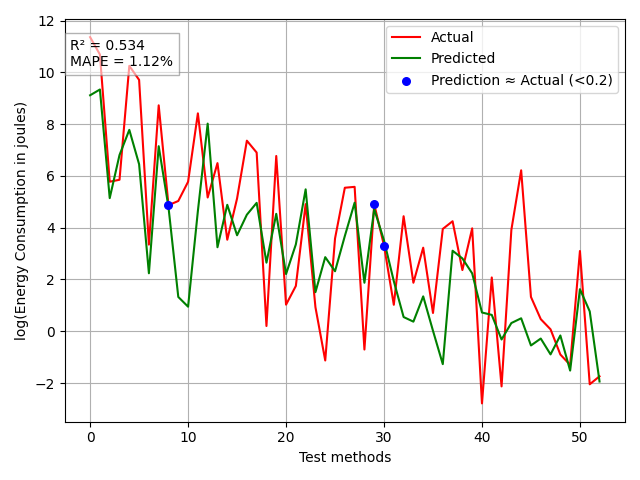 R² = 0.534
MAPE = 1.12%
Actual
Predicted
Prediction ≈ Actual (<0.2)
log(Energy Consumption in joules)
12
10
8
6
4
2
0
−2
0 10 20 30 40 50
Test methods